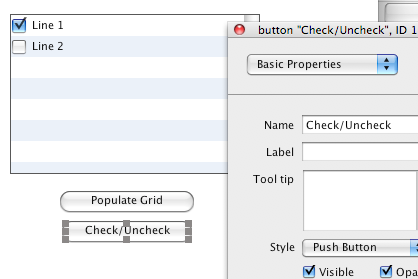 Line 1
Line 2
Populate Grid
Check/Uncheck
button "Check/Uncheck", ID 1
Basic Properties
Name Check/Uncheck
Label
Tool tip
Style Push Button
Visible Opa